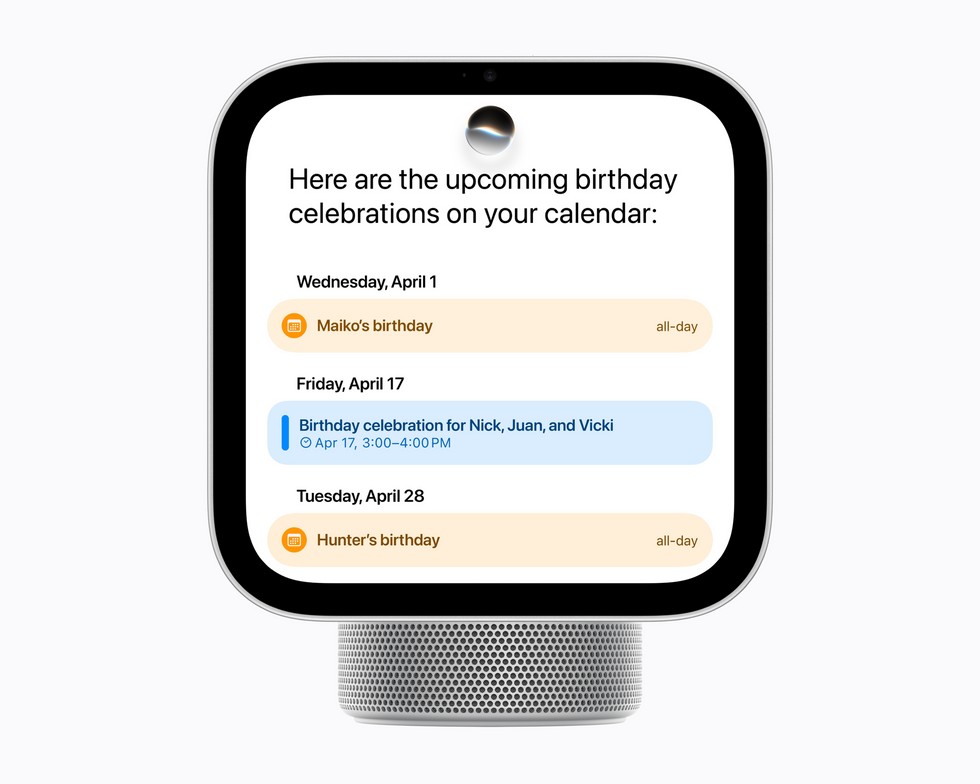 Here are the upcoming birthday
celebrations on your calendar:
Wednesday, April 1
Maiko's birthday
all-day
Friday, April 17
Birthday celebration for Nick, Juan, and Vicki
Apr 17, 3:00–4:00 PM
Tuesday, April 28
Hunter's birthday
all-day